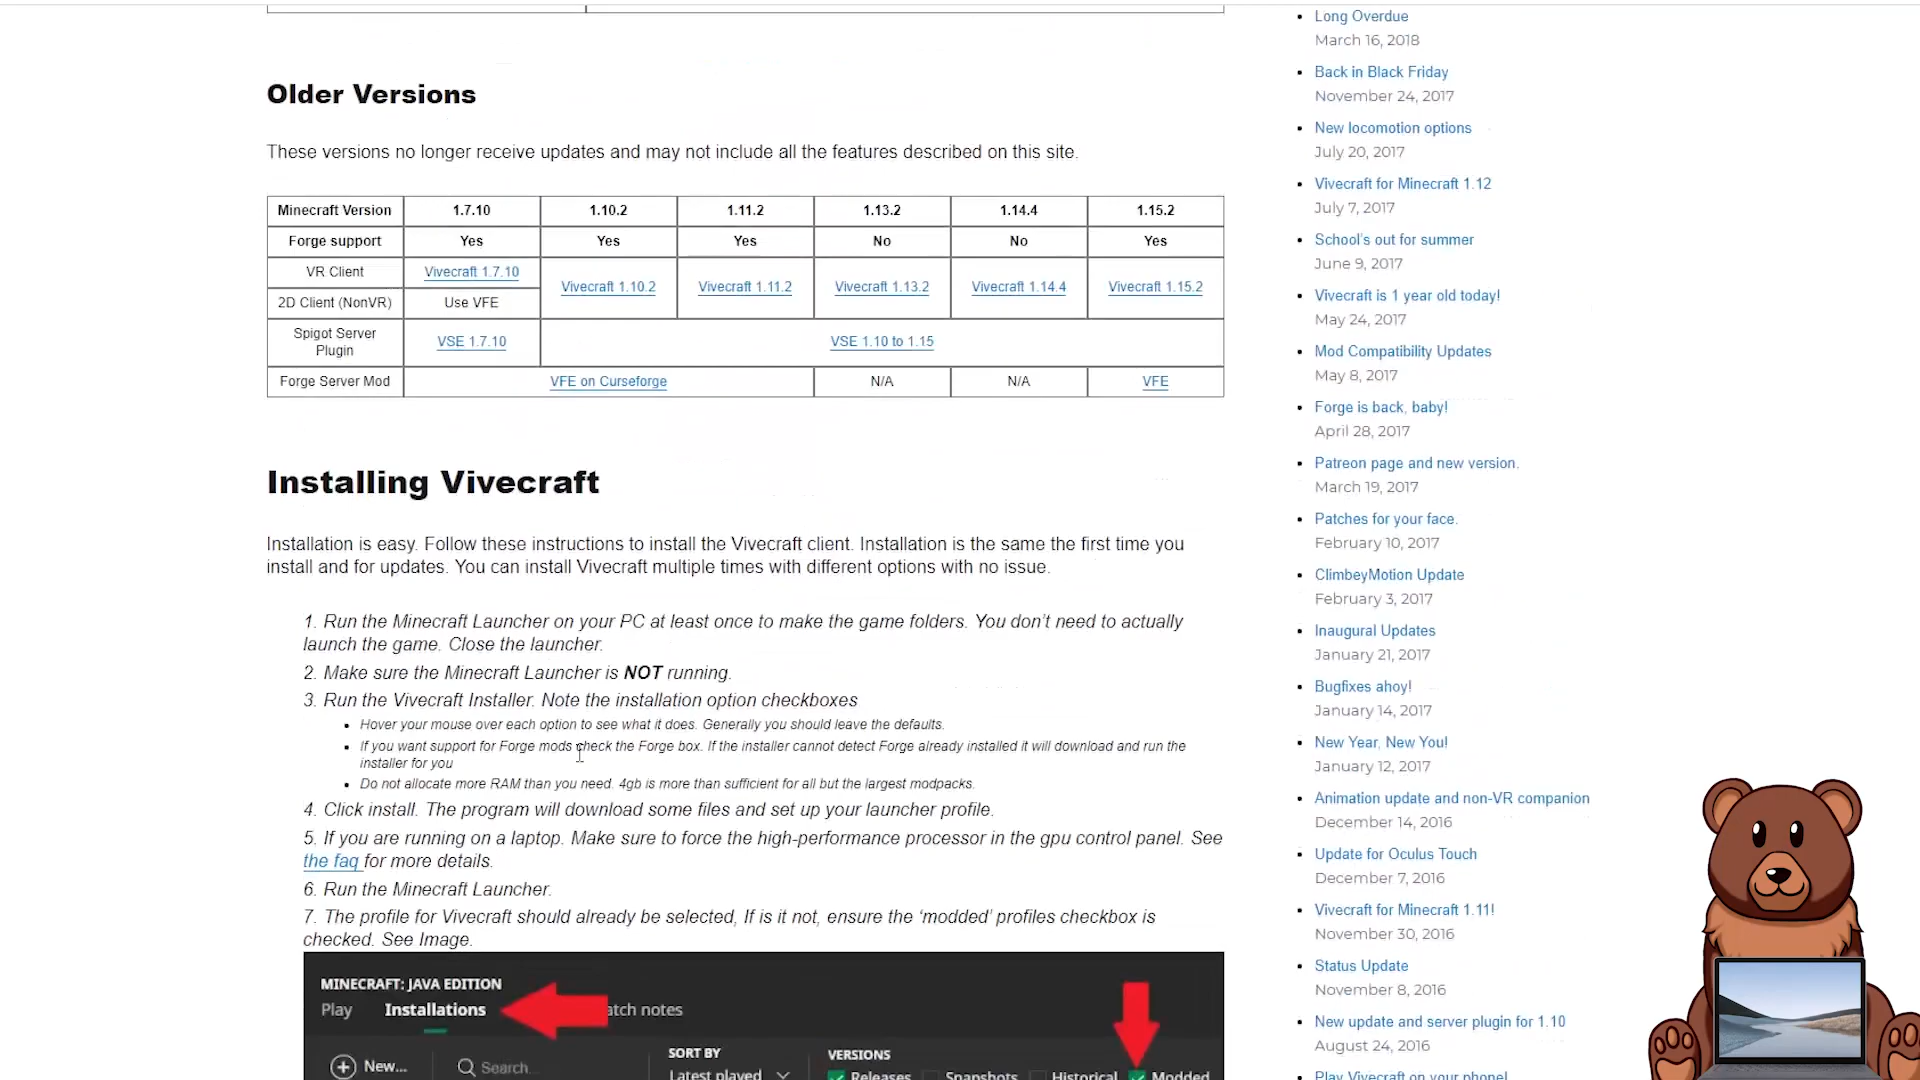 Older Versions
These versions no longer receive updates and may not include all the features described on this site.
Minecraft Version 1.7.10 1.10.2 1.11.2 1.13.2 1.14.4 1.15.2
Forge support Yes Yes Yes No No Yes
VR Client Vivecraft 1.7.10
Vivecraft 1.10.2 Vivecraft 1.11.2 Vivecraft 1.13.2 Vivecraft 1.14.4 Vivecraft 1.15.2
2D Client (NonVR) Use VFE
Spigot Server
Plugin
VSE 1.7.10 VSE 1.10 to 1.15
Forge Server Mod VFE on Curseforge N/A N/A VFE
Installing Vivecraft
Installation is easy. Follow these instructions to install the Vivecraft client. Installation is the same the first time you
install and for updates. You can install Vivecraft multiple times with different options with no issue.
1. Run the Minecraft Launcher on your PC at least once to make the game folders. You don't need to actually
launch the game. Close the launcher.
2. Make sure the Minecraft Launcher is NOT running.
3. Run the Vivecraft Installer. Note the installation option checkboxes
Hover your mouse over each option to see what it does. Generally you should leave the defaults.
If you want support for Forge mods check the Forge box. If the installer cannot detect Forge already installed it will download and run the
installer for you
Do not allocate more RAM than you need. 4gb is more than sufficient for all but the largest modpacks.
4. Click install. The program will download some files and set up your launcher profile.
5. If you are running on a laptop. Make sure to force the high-performance processor in the gpu control panel. See
the faq for more details.
6. Run the Minecraft Launcher.
7. The profile for Vivecraft should already be selected, If is it not, ensure the 'modded' profiles checkbox is
checked. See Image.
MINECRAFT: JAVA EDITION
Play Installations atch notes
New... Search...
SORT BY
Latest played
VERSIONS
Releases Snapshots Historical Modded
Long Overdue
March 16, 2018
Back in Black Friday
November 24, 2017
New locomotion options
July 20, 2017
Vivecraft for Minecraft 1.12
July 7, 2017
School's out for summer
June 9, 2017
Vivecraft is 1 year old today!
May 24, 2017
Mod Compatibility Updates
May 8, 2017
Forge is back, baby!
April 28, 2017
Patreon page and new version.
March 19, 2017
Patches for your face.
February 10, 2017
ClimbeyMotion Update
February 3, 2017
Inaugural Updates
January 21, 2017
Bugfixes ahoy!
January 14, 2017
New Year, New You!
January 12, 2017
Animation update and non-VR companion
December 14, 2016
Update for Oculus Touch
December 7, 2016
Vivecraft for Minecraft 1.11!
November 30, 2016
Status Update
November 8, 2016
New update and server plugin for 1.10
August 24, 2016
Play Vivecraft on your phone!